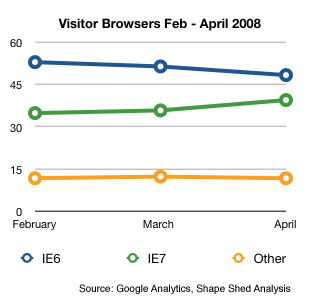 Visitor Browsers Feb - April 2008
60
45
30
15
0
February March April
IE6 IE7 Other
Source: Google Analytics, Shape Shed Analysis